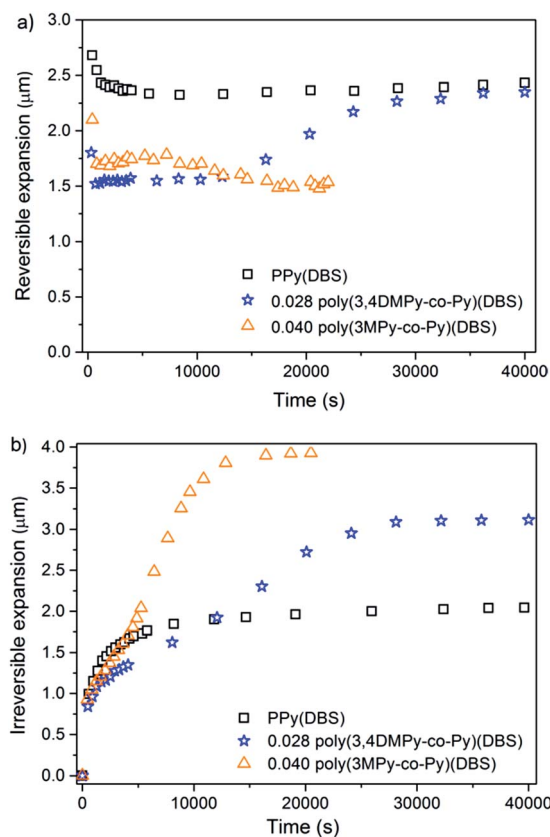 a)
3.0
2.5
2.0
1.5
1.0
0.5
0.0
Reversible expansion (μm)
PPy(DBS)
0.028 poly(3,4DMPy-co-Py)(DBS)
0.040 poly(3MPy-co-Py)(DBS)
0 10000 20000 30000 40000
Time (s)
b)
4.0
3.5
3.0
2.5
2.0
1.5
1.0
0.5
0.0
Irreversible expansion (μm)
PPy(DBS)
0.028 poly(3,4DMPy-co-Py)(DBS)
0.040 poly(3MPy-co-Py)(DBS)
0 10000 20000 30000 40000
Time (s)